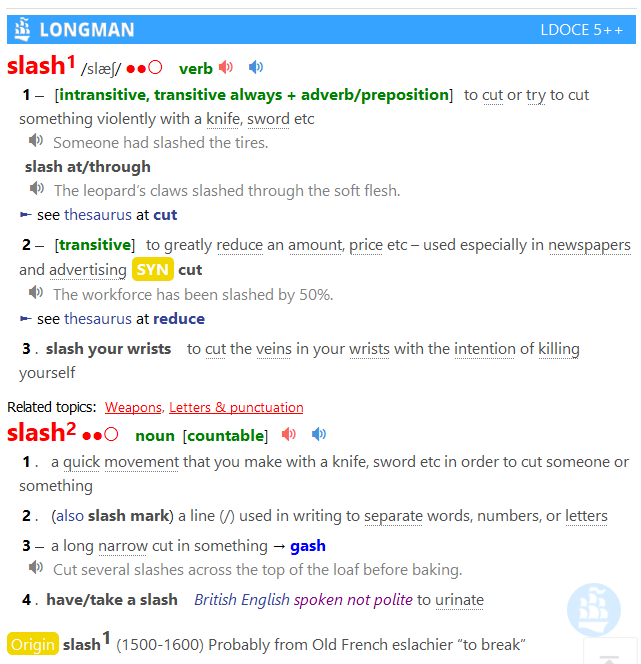 LONGMAN LDOCE 5++
slash1 /slæʃ/ ●●○ verb
1 – [intransitive, transitive always + adverb/preposition] to cut or try to cut
something violently with a knife, sword etc
Someone had slashed the tires.
slash at/through
The leopard’s claws slashed through the soft flesh.
► see thesaurus at cut
2 – [transitive] to greatly reduce an amount, price etc – used especially in newspapers
and advertising SYN cut
The workforce has been slashed by 50%.
► see thesaurus at reduce
3 . slash your wrists to cut the veins in your wrists with the intention of killing
yourself
Related topics: Weapons, Letters & punctuation
slash2 ●●○ noun [countable]
1 . a quick movement that you make with a knife, sword etc in order to cut someone or
something
2 . (also slash mark) a line (/) used in writing to separate words, numbers, or letters
3 – a long narrow cut in something → gash
Cut several slashes across the top of the loaf before baking.
4 . have/take a slash British English spoken not polite to urinate
Origin slash1 (1500-1600) Probably from Old French eslachier “to break”